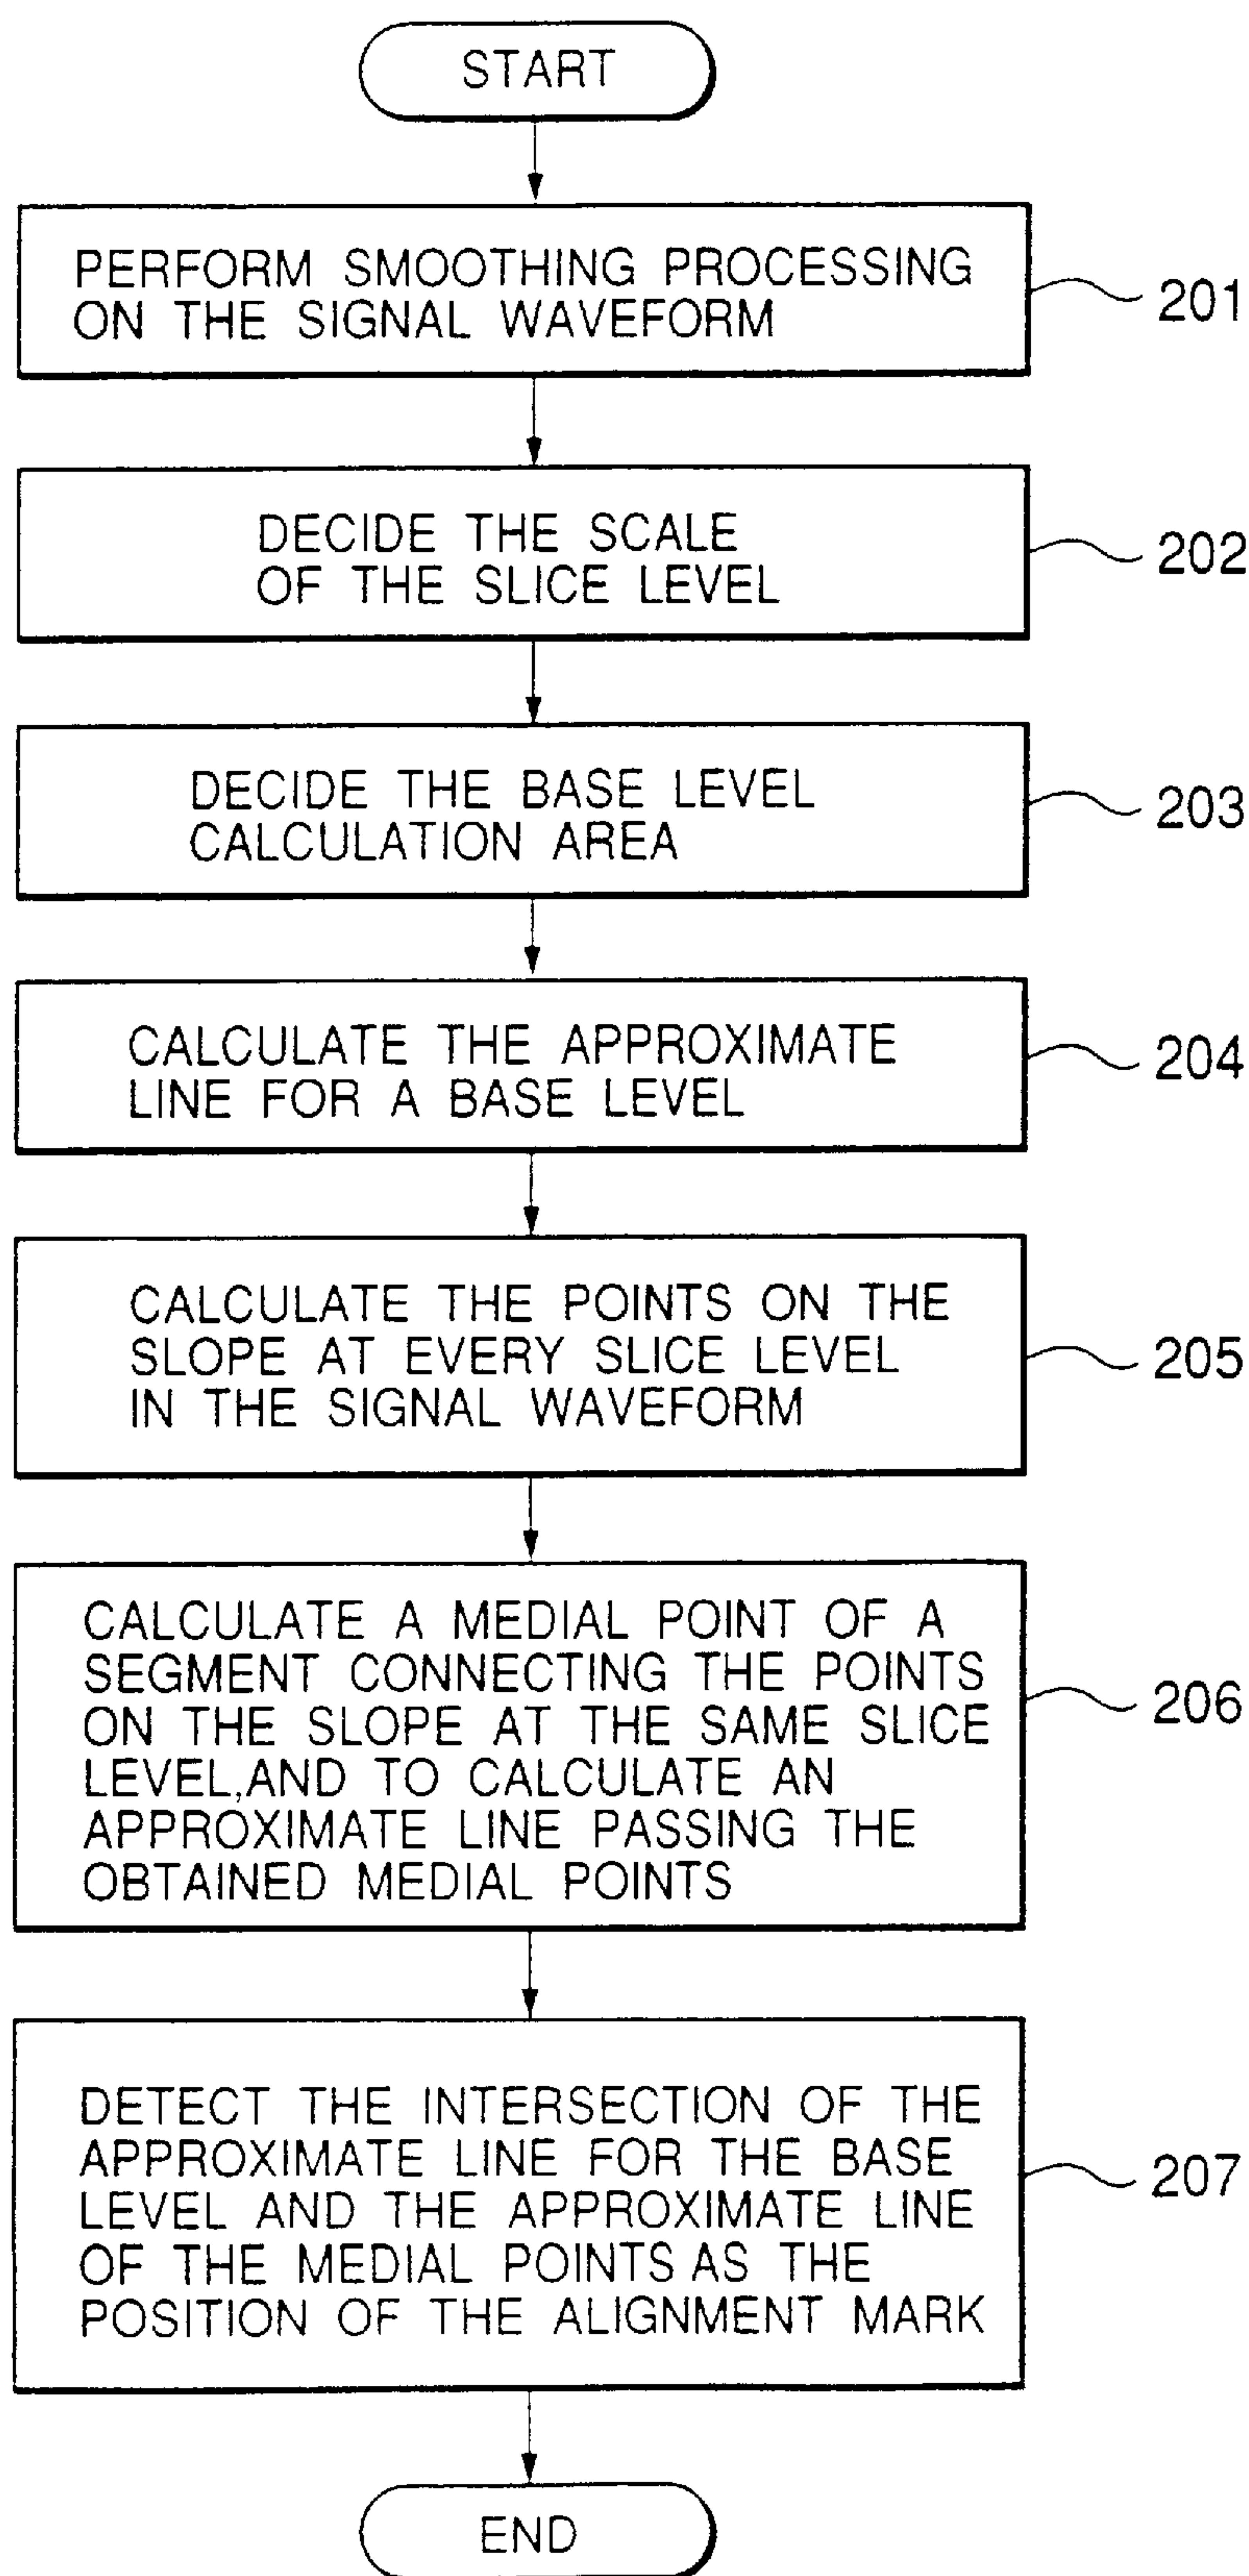 START
PERFORM SMOOTHING PROCESSING
ON THE SIGNAL WAVEFORM
201
DECIDE THE SCALE
OF THE SLICE LEVEL
202
DECIDE THE BASE LEVEL
CALCULATION AREA
203
CALCULATE THE APPROXIMATE
LINE FOR A BASE LEVEL
204
CALCULATE THE POINTS ON THE
SLOPE AT EVERY SLICE LEVEL
IN THE SIGNAL WAVEFORM
205
CALCULATE A MEDIAL POINT OF A
SEGMENT CONNECTING THE POINTS
ON THE SLOPE AT THE SAME SLICE
LEVEL,AND TO CALCULATE AN
APPROXIMATE LINE PASSING THE
OBTAINED MEDIAL POINTS
206
DETECT THE INTERSECTION OF THE
APPROXIMATE LINE FOR THE BASE
LEVEL AND THE APPROXIMATE LINE
OF THE MEDIAL POINTS AS THE
POSITION OF THE ALIGNMENT MARK
207
END